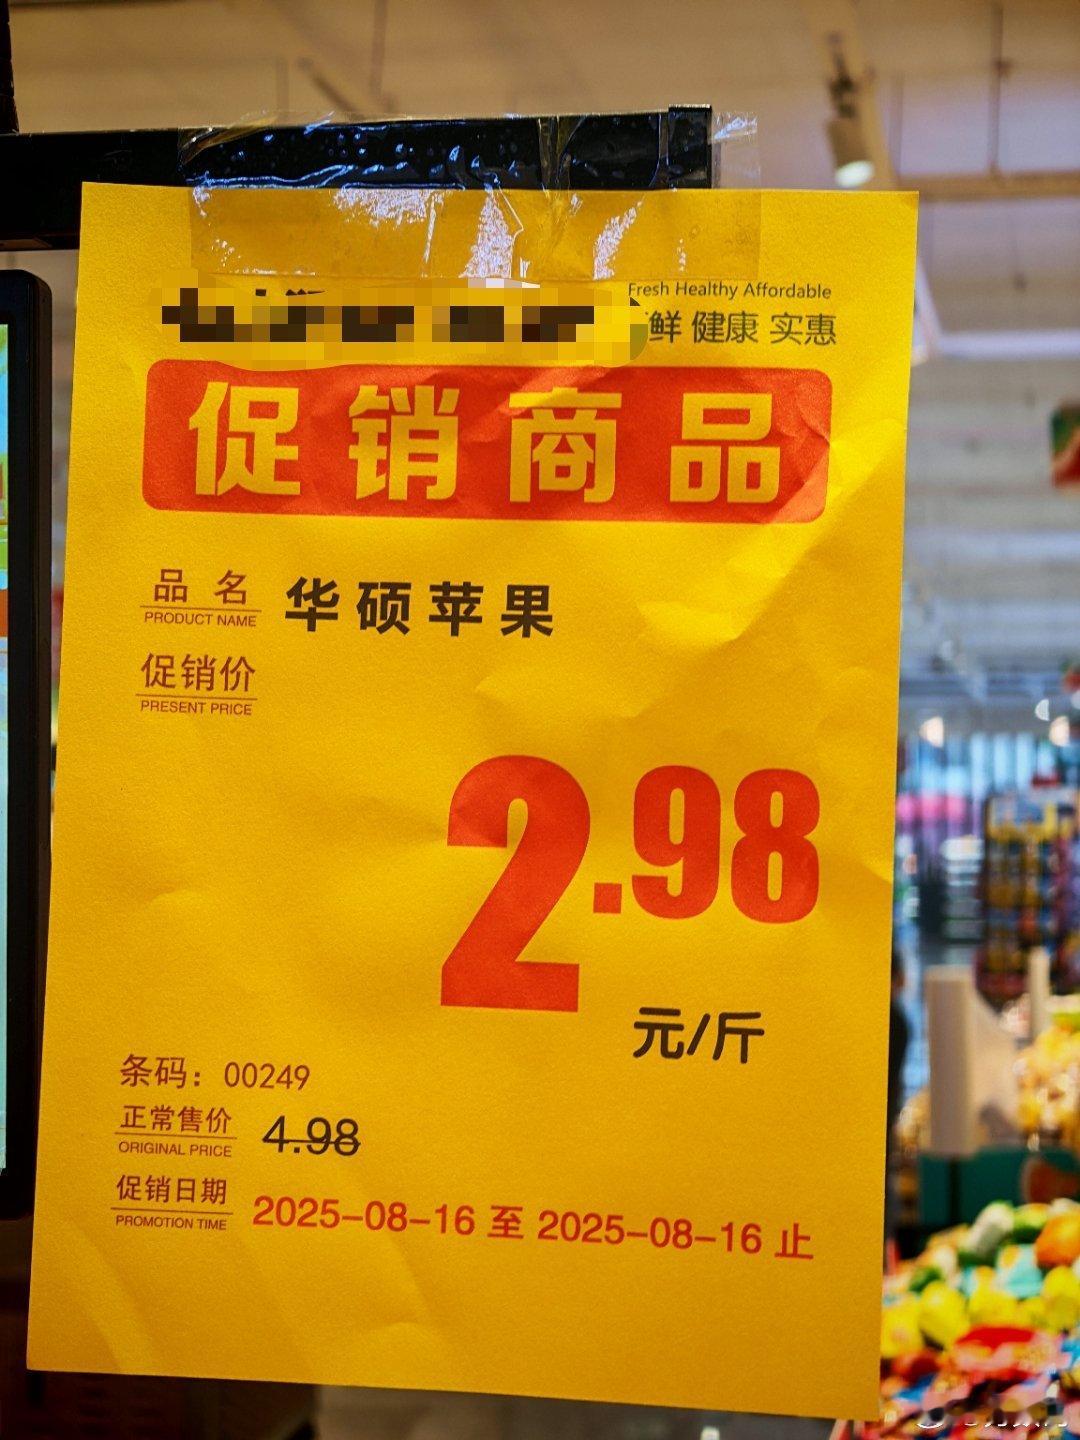 Fresh Healthy Affordable
鲜 健康 实惠
促销商品
品名 华硕苹果
PRODUCT NAME
促销价
PRESENT PRICE
2.98
元/斤
条码：00249
正常售价 4.98
ORIGINAL PRICE
促销日期 2025-08-16 至 2025-08-16 止
PROMOTION TIME